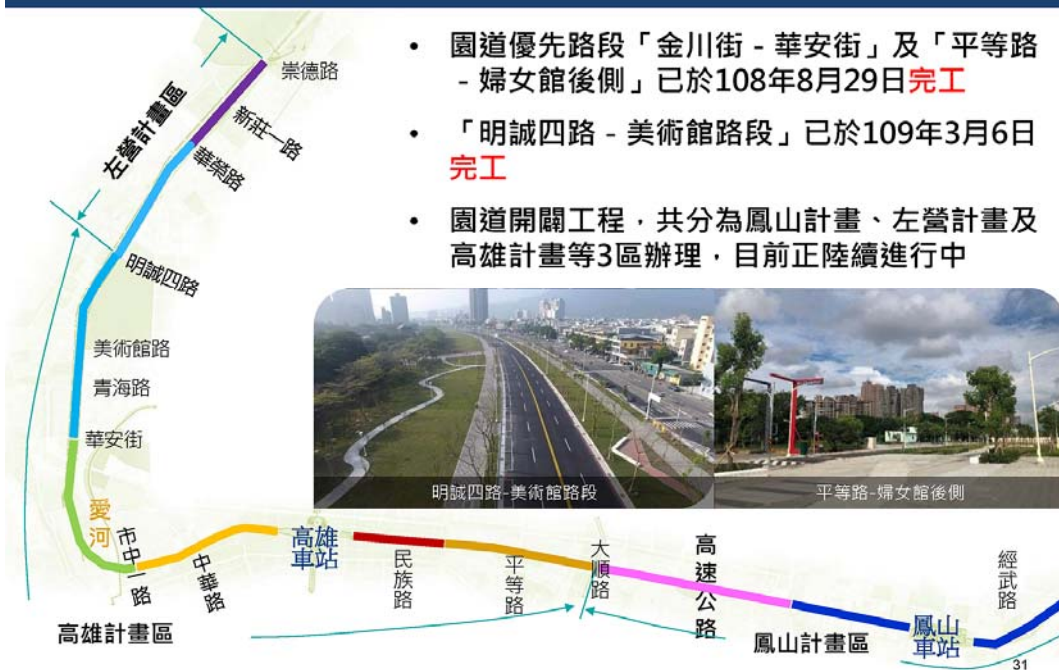 • 園道優先路段「金川街 - 華安街」及「平等路
- 婦女館後側」已於108年8月29日完工
• 「明誠四路 - 美術館路段」已於109年3月6日
完工
• 園道開闢工程，共分為鳳山計畫、左營計畫及
高雄計畫等3區辦理，目前正陸續進行中
崇德路
新莊一路
左營計畫區
華榮路
明誠四路
美術館路
青海路
華安街
明誠四路-美術館路段
平等路-婦女館後側
愛河
市中一路
中華路
高雄
車站
民族路
平等路
大順路
高速公路
鳳山
車站
經武路
高雄計畫區
鳳山計畫區
31